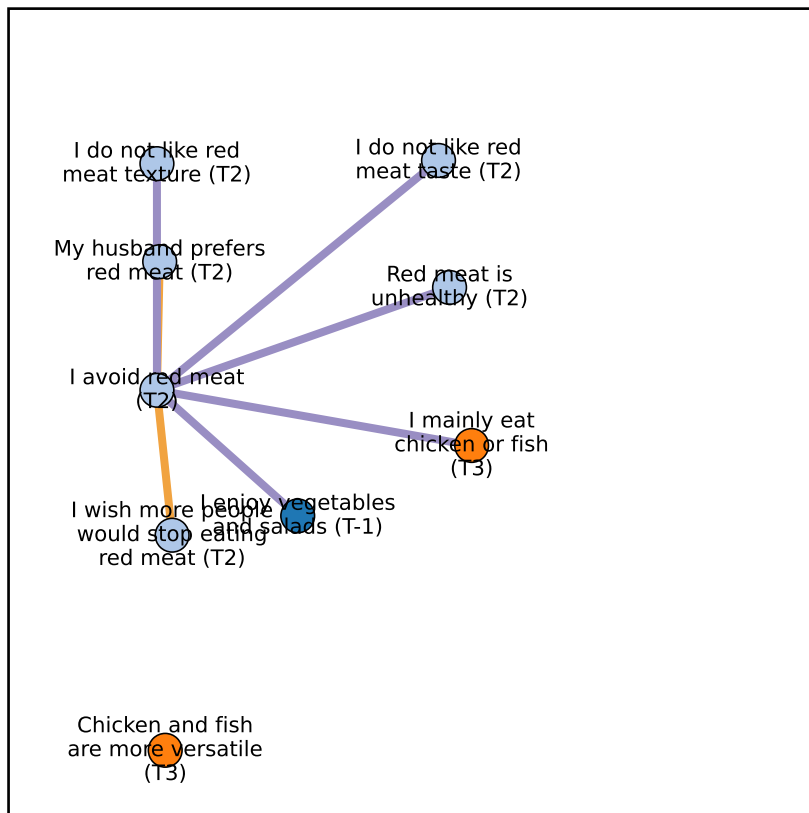 I do not like red
meat texture (T2)
I do not like red
meat taste (T2)
My husband prefers
red meat (T2)
Red meat is
unhealthy (T2)
I avoid red meat
(T2)
I mainly eat
chicken or fish
(T3)
I enjoy vegetables
and salads (T-1)
I wish more people
would stop eating
red meat (T2)
Chicken and fish
are more versatile
(T3)